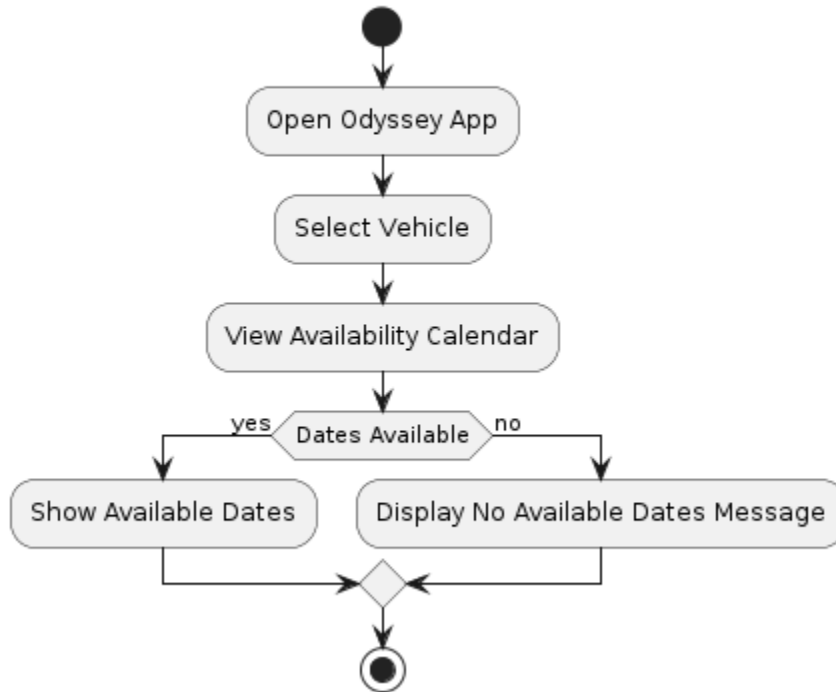 Open Odyssey App
Select Vehicle
View Availability Calendar
yes
Dates Available
no
Show Available Dates
Display No Available Dates Message